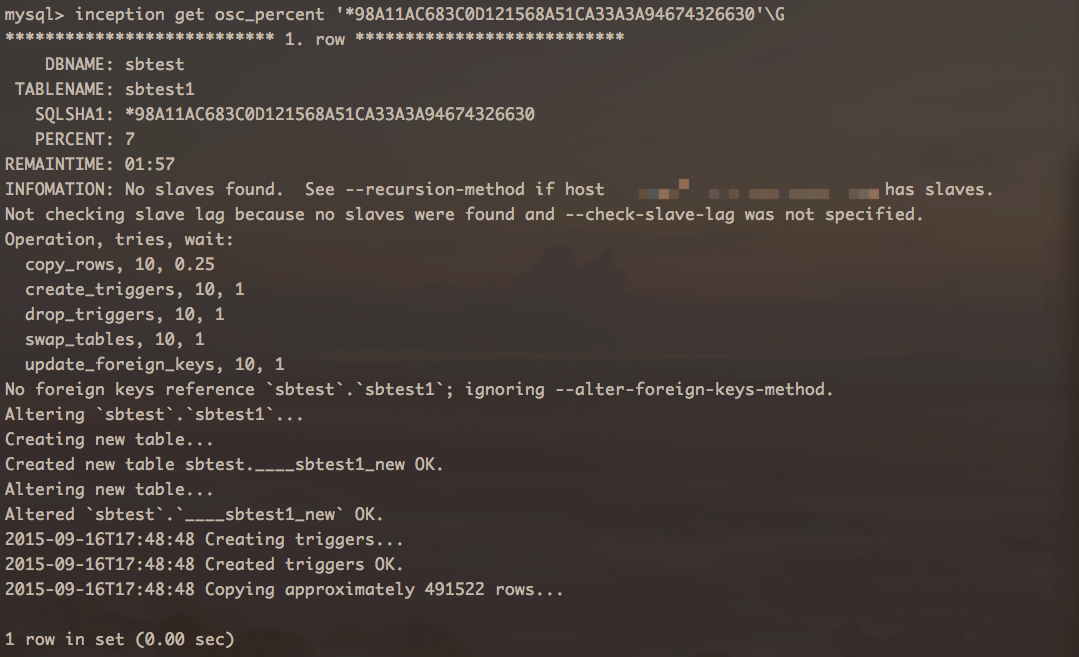 mysql> inception get osc_percent '*98A11AC683C0D121568A51CA33A3A94674326630'\G
*************************** 1. row ***************************
DBNAME: sbtest
TABLENAME: sbtest1
SQLSHA1: *98A11AC683C0D121568A51CA33A3A94674326630
PERCENT: 7
REMAINTIME: 01:57
INFOMATION: No slaves found.  See --recursion-method if host has slaves.
Not checking slave lag because no slaves were found and --check-slave-lag was not specified.
Operation, tries, wait:
copy_rows, 10, 0.25
create_triggers, 10, 1
drop_triggers, 10, 1
swap_tables, 10, 1
update_foreign_keys, 10, 1
No foreign keys reference `sbtest`.`sbtest1`; ignoring --alter-foreign-keys-method.
Altering `sbtest`.`sbtest1`...
Creating new table...
Created new table sbtest.____sbtest1_new OK.
Altering new table...
Altered `sbtest`.`____sbtest1_new` OK.
2015-09-16T17:48:48 Creating triggers...
2015-09-16T17:48:48 Created triggers OK.
2015-09-16T17:48:48 Copying approximately 491522 rows...
1 row in set (0.00 sec)